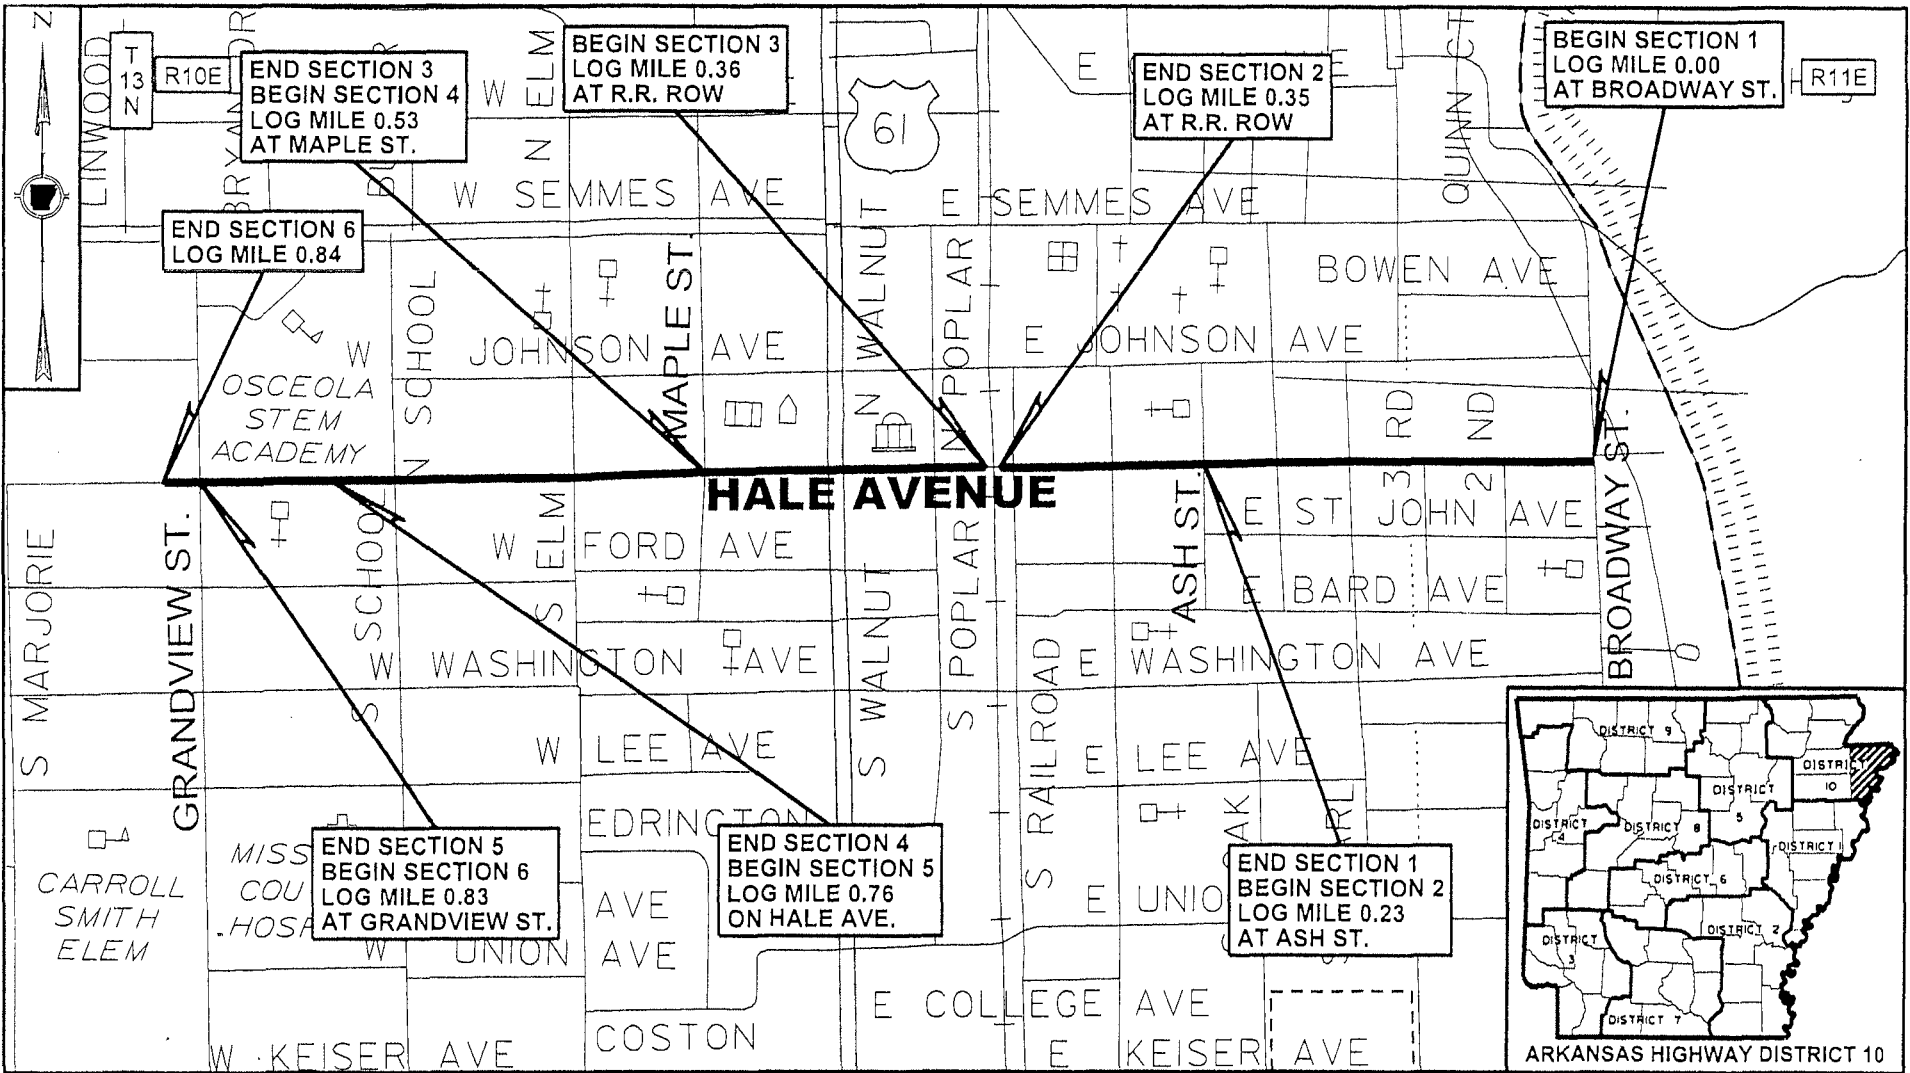 Z
T
13
N
R10E
LINWOOD
END SECTION 3
BEGIN SECTION 4
LOG MILE 0.53
AT MAPLE ST.
BEGIN SECTION 3
LOG MILE 0.36
AT R.R. ROW
END SECTION 2
LOG MILE 0.35
AT R.R. ROW
BEGIN SECTION 1
LOG MILE 0.00
AT BROADWAY ST.
R11E
W
N ELM
61
E
QUINN CT
W SEMMES AVE
E SEMMES AVE
END SECTION 6
LOG MILE 0.84
BOWEN AVE
W JOHNSON AVE
E JOHNSON AVE
N SCHOOL
MAPLE ST.
N WALNUT
N POPLAR
OSCEOLA
STEM
ACADEMY
3 RD
2 ND
HALE AVENUE
E ST JOHN AVE
W FORD AVE
S ELM
E BARD AVE
ASH ST.
BROADWAY ST.
S MARJORIE
GRANDVIEW ST.
S SCHOOL
S WALNUT
S POPLAR
S RAILROAD
W WASHINGTON AVE
E WASHINGTON AVE
W LEE AVE
E LEE AVE
EDRINGTON
AVE
END SECTION 5
BEGIN SECTION 6
LOG MILE 0.83
AT GRANDVIEW ST.
END SECTION 4
BEGIN SECTION 5
LOG MILE 0.76
ON HALE AVE.
END SECTION 1
BEGIN SECTION 2
LOG MILE 0.23
AT ASH ST.
CARROLL
SMITH
ELEM
MISS
COU
HOSP
W UNION AVE
E UNIO
E COLLEGE AVE
COSTON
W KEISER AVE
E KEISER AVE
DISTRICT 9
DISTRICT 10
DISTRICT 5
DISTRICT 4
DISTRICT 8
DISTRICT 1
DISTRICT 6
DISTRICT 2
DISTRICT 3
DISTRICT 7
ARKANSAS HIGHWAY DISTRICT 10